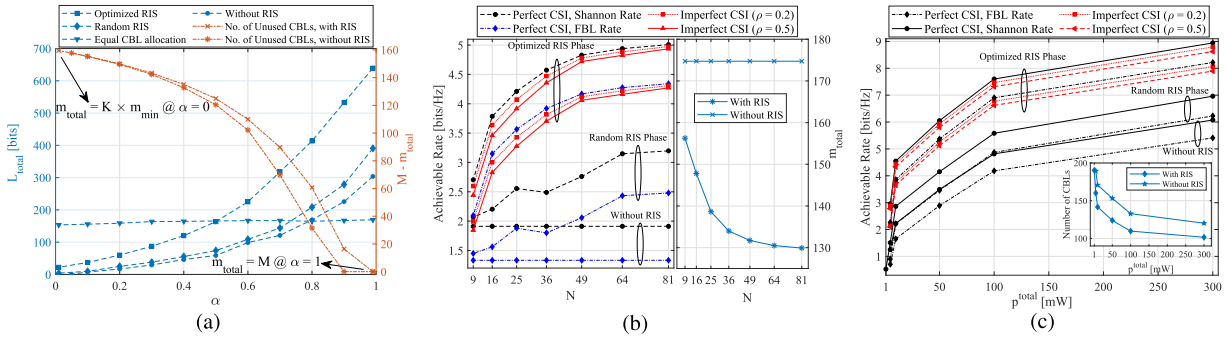 Optimized RIS
Random RIS
Equal CBL allocation
Without RIS
No. of Unused CBLs, with RIS
No. of Unused CBLs, without RIS
700
600
500
400
300
200
100
0
L_total [bits]
160
140
120
100
80
60
40
20
0
M - m_total
m_total = K × m_min @ α = 0
m_total = M @ α = 1
0
0.2
0.4
0.6
0.8
1
α
(a)
Perfect CSI, Shannon Rate
Perfect CSI, FBL Rate
Imperfect CSI (ρ = 0.2)
Imperfect CSI (ρ = 0.5)
Achievable Rate [bits/Hz]
5
4.5
4
3.5
3
2.5
2
1.5
Optimized RIS Phase
Random RIS Phase
Without RIS
9
16
25
36
49
64
81
N
With RIS
Without RIS
180
170
160
150
140
130
m_total
9
16
25
36
49
64
81
N
(b)
Perfect CSI, FBL Rate
Perfect CSI, Shannon Rate
Imperfect CSI (ρ = 0.2)
Imperfect CSI (ρ = 0.5)
Achievable Rate [bits/Hz]
9
8
7
6
5
4
3
2
1
0
Optimized RIS Phase
Random RIS Phase
Without RIS
With RIS
Without RIS
Number of CBLs
200
150
100
1
50
100
200
300
p^total [mW]
1
50
100
200
300
p^total [mW]
(c)